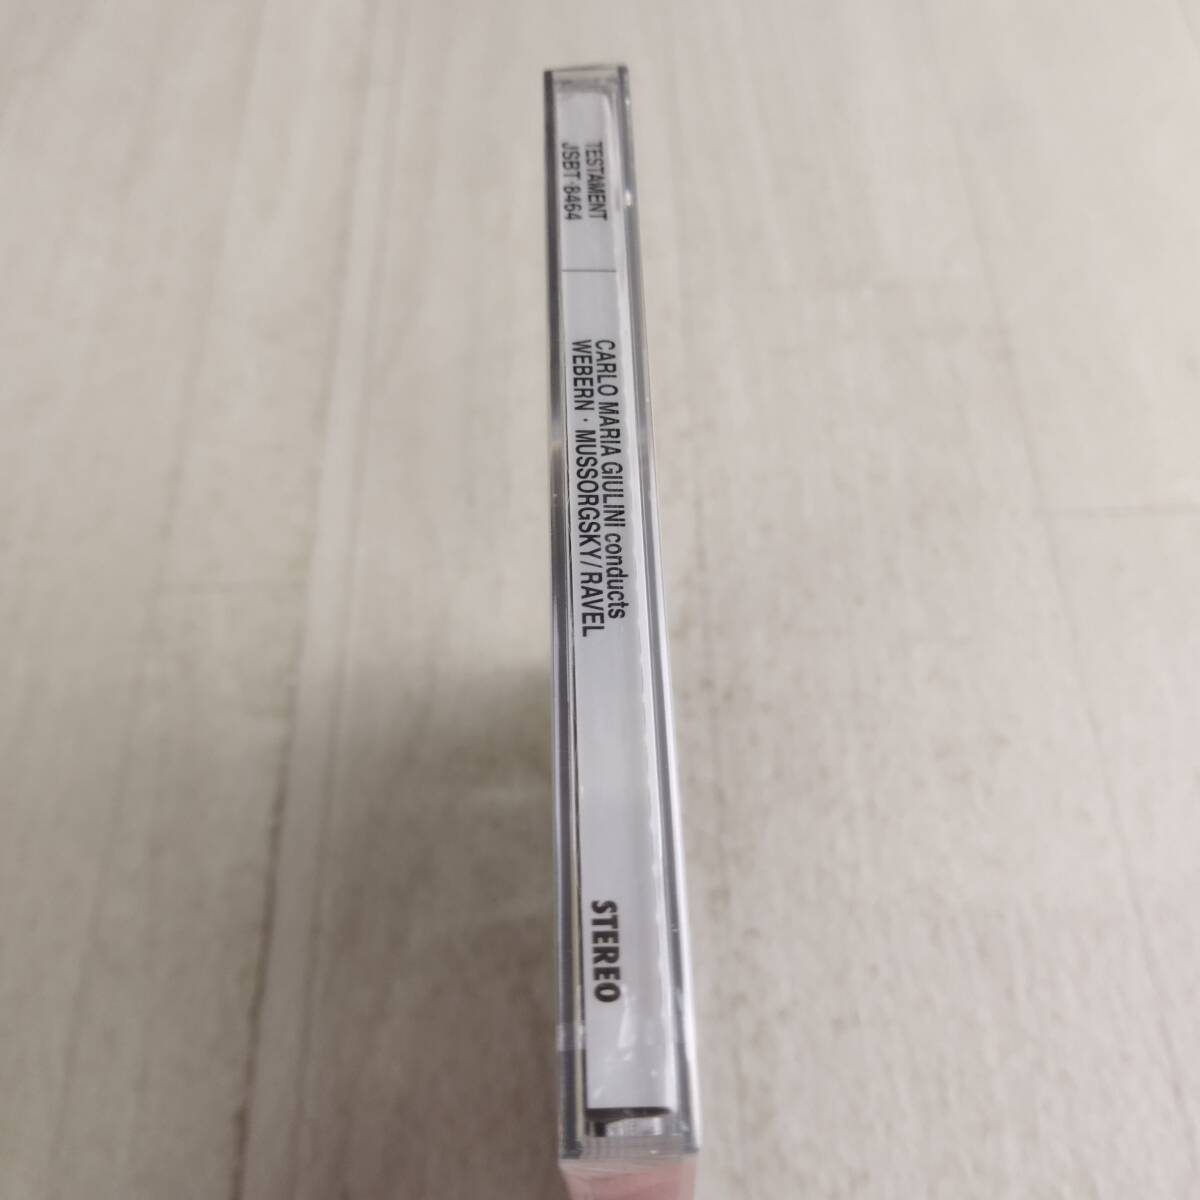 TESTAMENT
JSBT 8464
CARLO MARIA GIULINI conducts
WEBERN · MUSSORGSKY/RAVEL
STEREO